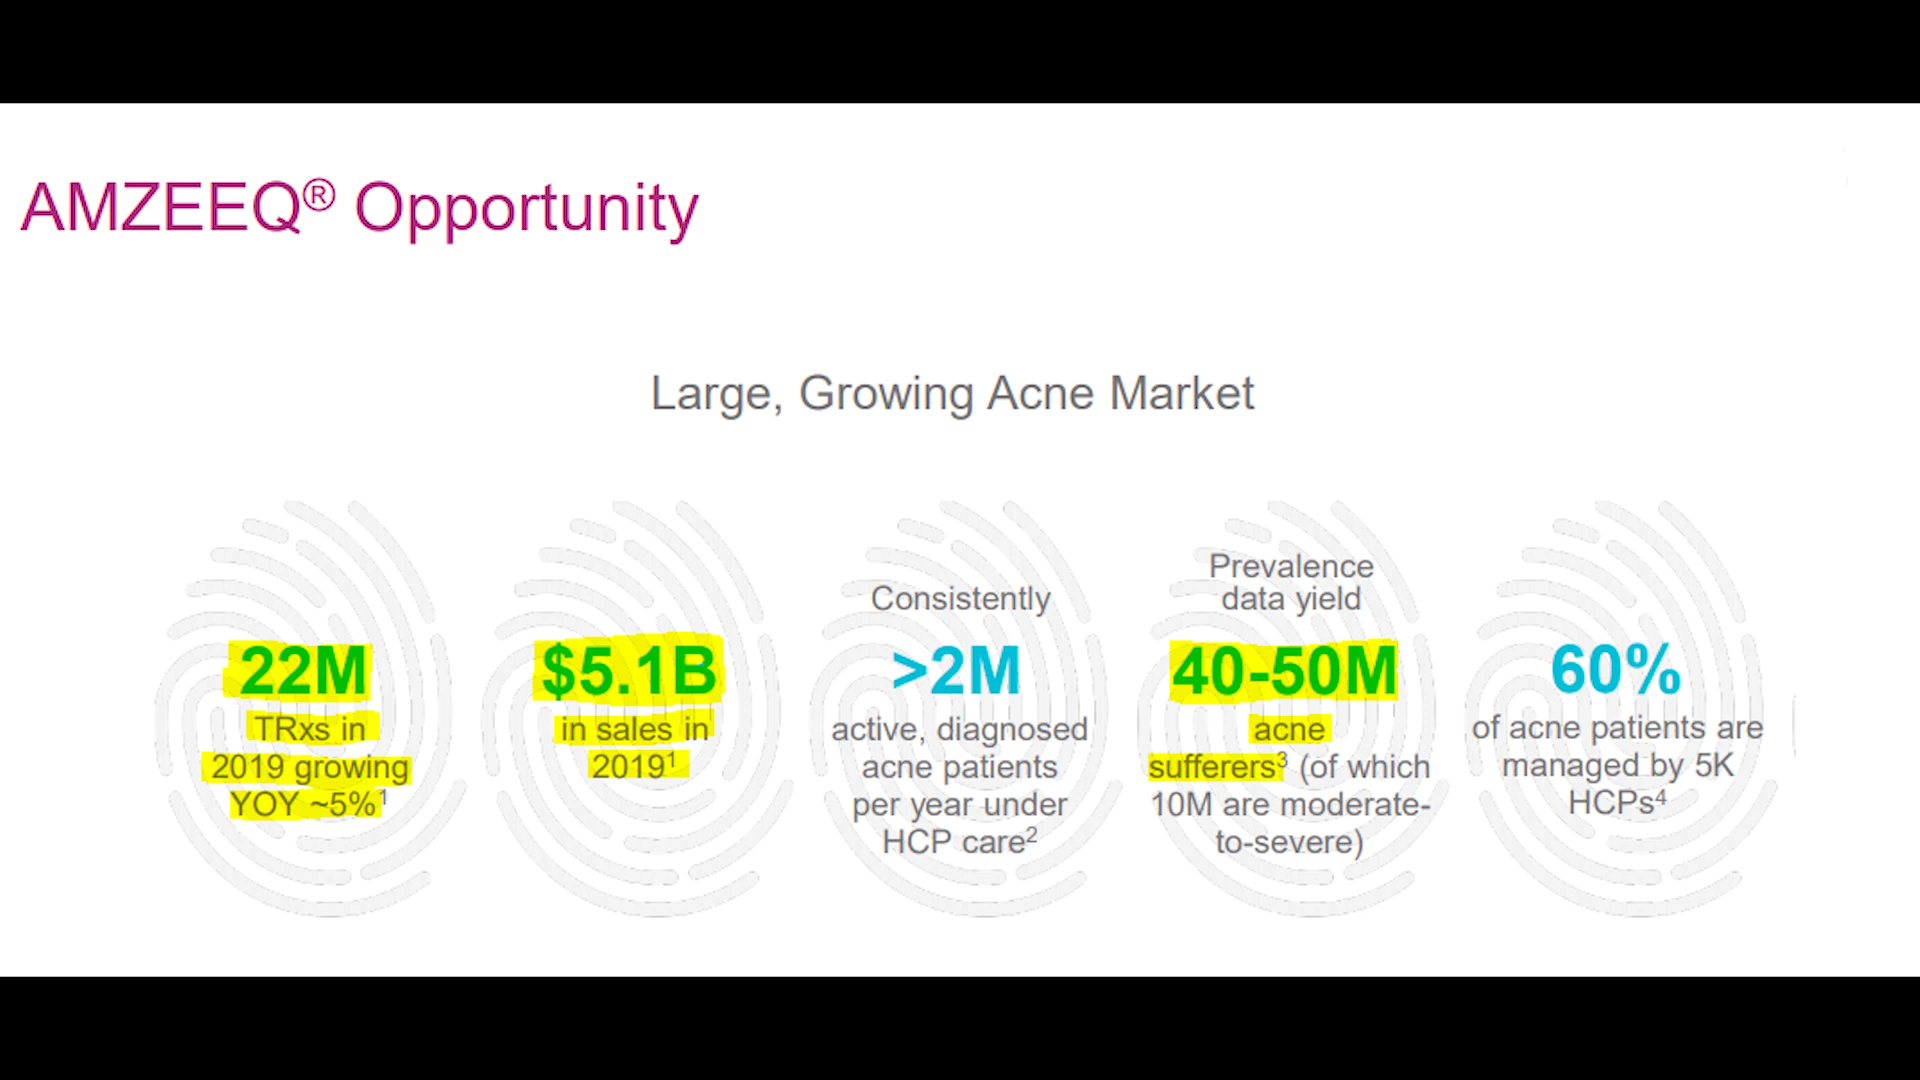 AMZEEQ® Opportunity
Large, Growing Acne Market
22M
TRxs in
2019 growing
YOY ~5%¹
$5.1B
in sales in
2019¹
Consistently
>2M
active, diagnosed
acne patients
per year under
HCP care²
Prevalence
data yield
40-50M
acne
sufferers³ (of which
10M are moderate-
to-severe)
60%
of acne patients are
managed by 5K
HCPs⁴